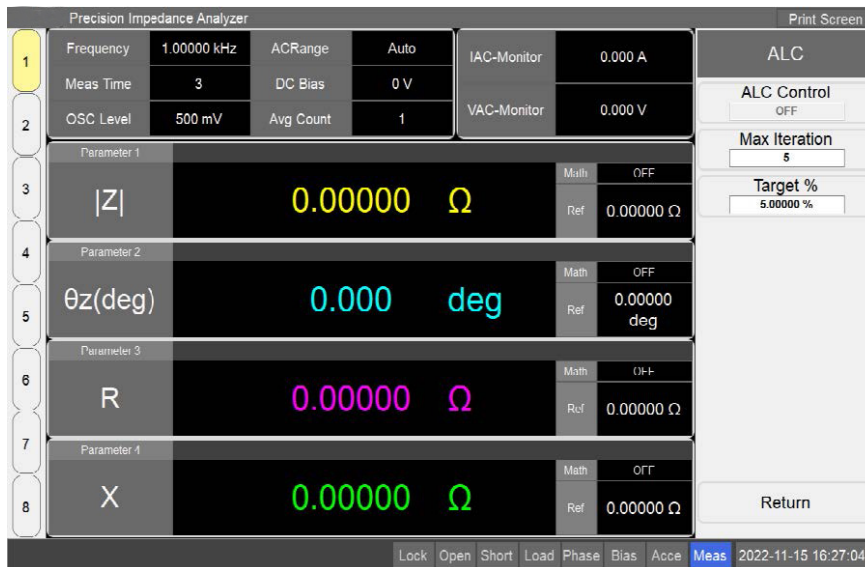 Precision Impedance Analyzer
Print Screen
1
2
3
4
5
6
7
8
Frequency 1.00000 kHz ACRange Auto
Meas Time 3 DC Bias 0 V
OSC Level 500 mV Avg Count 1
IAC-Monitor 0.000 A
VAC-Monitor 0.000 V
Parameter 1
|Z| 0.00000 Ω
Math OFF
Ref 0.00000 Ω
Parameter 2
θz(deg) 0.000 deg
Math OFF
Ref 0.00000
deg
Parameter 3
R 0.00000 Ω
Math OFF
Ref 0.00000 Ω
Parameter 4
X 0.00000 Ω
Math OFF
Ref 0.00000 Ω
ALC
ALC Control
OFF
Max Iteration
5
Target %
5.00000 %
Return
Lock Open Short Load Phase Bias Acce Meas 2022-11-15 16:27:04